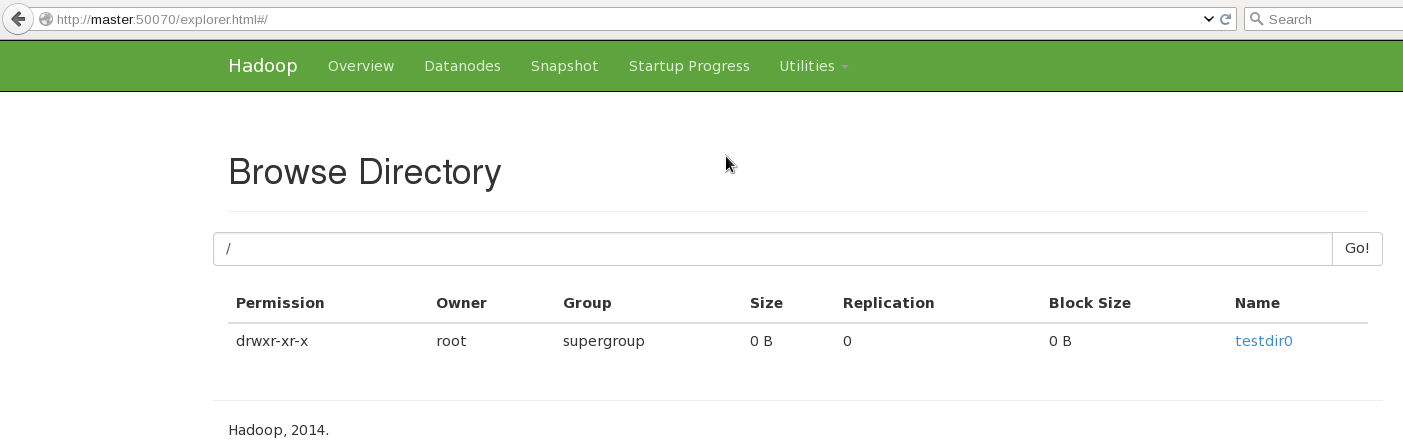 http://master:50070/explorer.html#/ Search
Hadoop Overview Datanodes Snapshot Startup Progress Utilities
Browse Directory
/ Go!
Permission Owner Group Size Replication Block Size Name
drwxr-xr-x root supergroup 0 B 0 0 B testdir0
Hadoop, 2014.